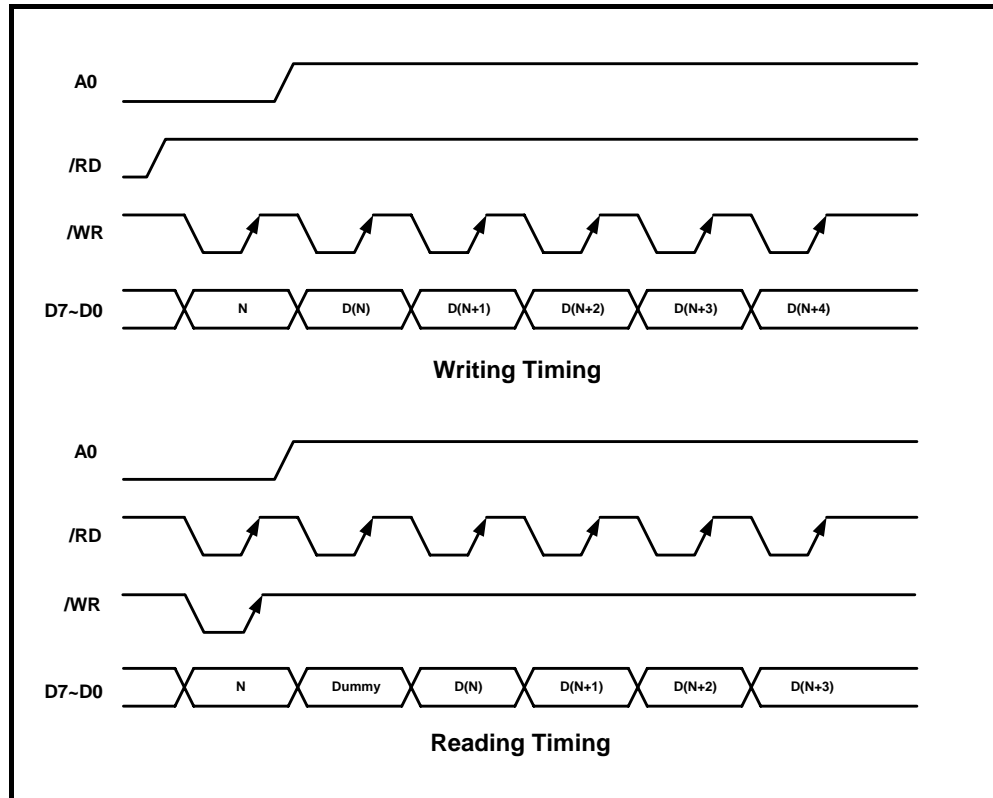 A0
/RD
/WR
D7~D0 N D(N) D(N+1) D(N+2) D(N+3) D(N+4)
Writing Timing
A0
/RD
/WR
D7~D0 N Dummy D(N) D(N+1) D(N+2) D(N+3)
Reading Timing